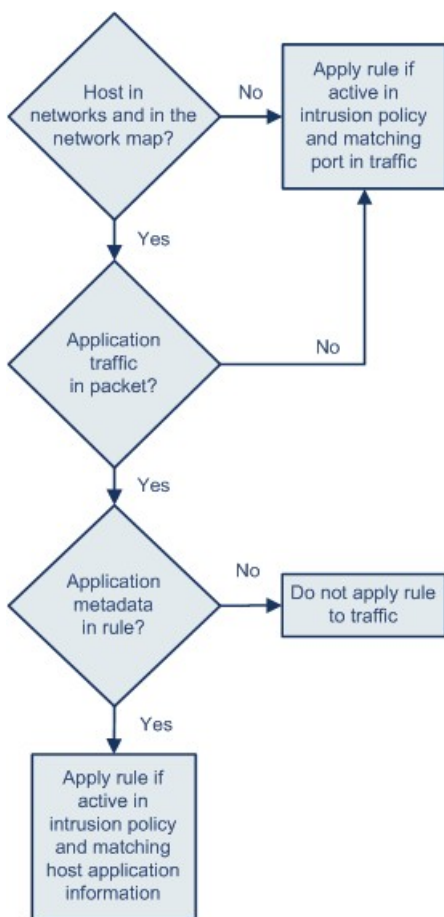 Host in
networks and in the
network map?
No
Apply rule if
active in
intrusion policy
and matching
port in traffic
Yes
Application
traffic
in packet?
No
Yes
Application
metadata
in rule?
No
Do not apply rule
to traffic
Yes
Apply rule if
active in
intrusion policy
and matching
host application
information